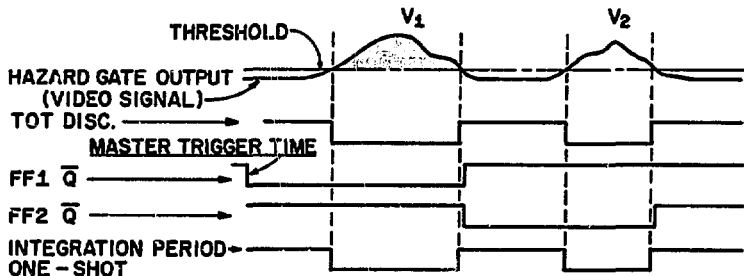 V1
V2
THRESHOLD
HAZARD GATE OUTPUT
(VIDEO SIGNAL)
TOT DISC.
MASTER TRIGGER TIME
FF1 Q̅
FF2 Q̅
INTEGRATION PERIOD
ONE-SHOT